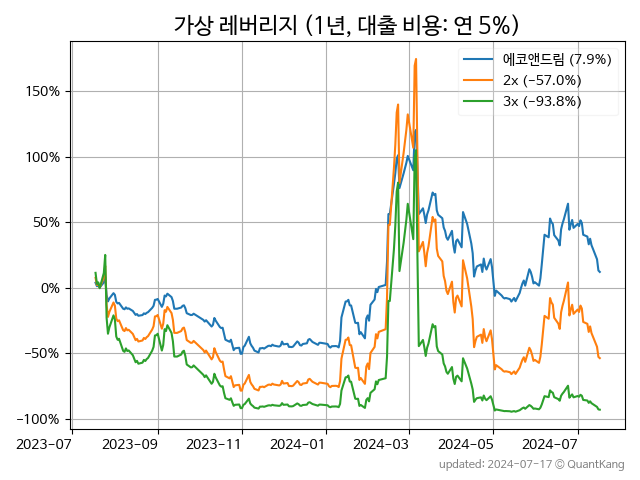 가상 레버리지 (1년, 대출 비용: 연 5%)
에코앤드림 (7.9%)
2x (−57.0%)
3x (−93.8%)
150%
100%
50%
0%
−50%
−100%
2023-07 2023-09 2023-11 2024-01 2024-03 2024-05 2024-07
updated: 2024-07-17 © QuantKang